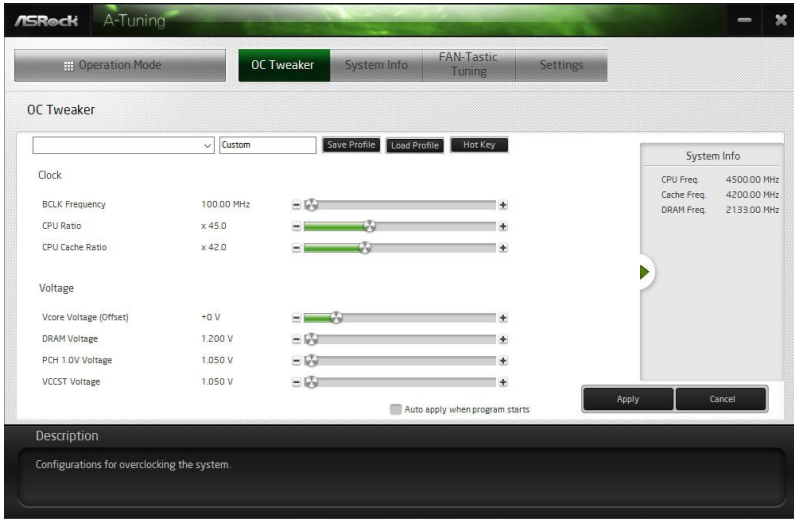 ASRock A-Tuning
Operation Mode
OC Tweaker
System Info
FAN-Tastic
Tuning
Settings
OC Tweaker
Custom
Save Profile
Load Profile
Hot Key
Clock
BCLK Frequency 100.00 MHz
CPU Ratio x 45.0
CPU Cache Ratio x 42.0
Voltage
Vcore Voltage (Offset) +0 V
DRAM Voltage 1.200 V
PCH 1.0V Voltage 1.050 V
VCCST Voltage 1.050 V
Auto apply when program starts
System Info
CPU Freq. 4500.00 MHz
Cache Freq. 4200.00 MHz
DRAM Freq. 2133.00 MHz
Apply
Cancel
Description
Configurations for overclocking the system.